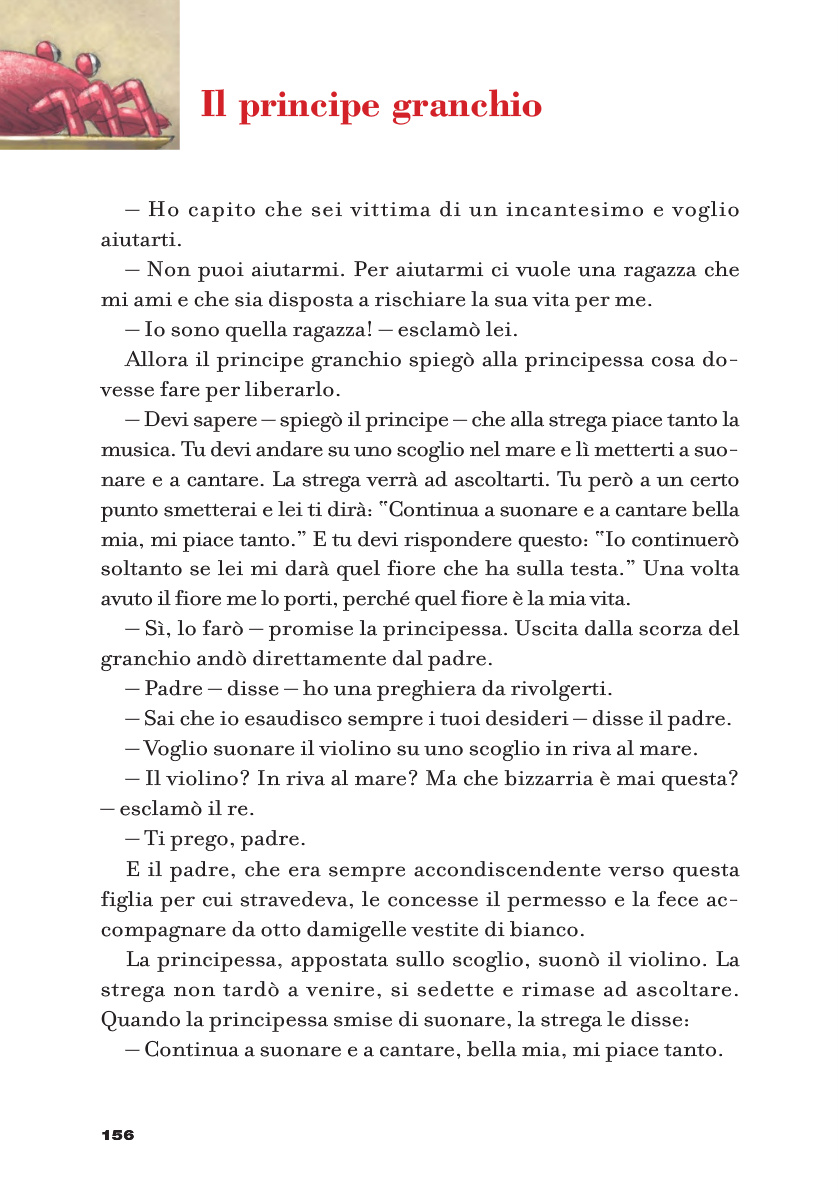 Il principe granchio
— Ho capito che sei vittima di un incantesimo e voglio
aiutarti.
— Non puoi aiutarmi. Per aiutarmi ci vuole una ragazza che
mi ami e che sia disposta a rischiare la sua vita per me.
— Io sono quella ragazza! — esclamò lei.
Allora il principe granchio spiegò alla principessa cosa do-
vesse fare per liberarlo.
— Devi sapere — spiegò il principe — che alla strega piace tanto la
musica. Tu devi andare su uno scoglio nel mare e lì metterti a suo-
nare e a cantare. La strega verrà ad ascoltarti. Tu però a un certo
punto smetterai e lei ti dirà: “Continua a suonare e a cantare bella
mia, mi piace tanto.” E tu devi rispondere questo: “Io continuerò
soltanto se lei mi darà quel fiore che ha sulla testa.” Una volta
avuto il fiore me lo porti, perché quel fiore è la mia vita.
— Sì, lo farò — promise la principessa. Uscita dalla scorza del
granchio andò direttamente dal padre.
— Padre — disse — ho una preghiera da rivolgerti.
— Sai che io esaudisco sempre i tuoi desideri — disse il padre.
— Voglio suonare il violino su uno scoglio in riva al mare.
— Il violino? In riva al mare? Ma che bizzarria è mai questa?
— esclamò il re.
— Ti prego, padre.
E il padre, che era sempre accondiscendente verso questa
figlia per cui stravedeva, le concesse il permesso e la fece ac-
compagnare da otto damigelle vestite di bianco.
La principessa, appostata sullo scoglio, suonò il violino. La
strega non tardò a venire, si sedette e rimase ad ascoltare.
Quando la principessa smise di suonare, la strega le disse:
— Continua a suonare e a cantare, bella mia, mi piace tanto.
156